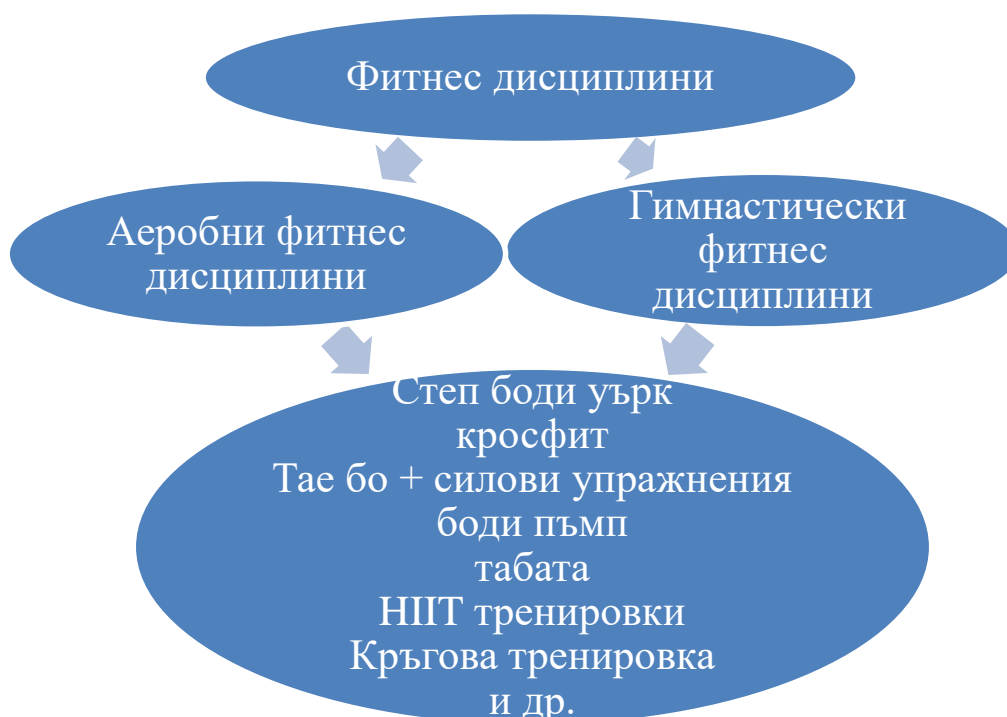 Фитнес дисциплини
Аеробни фитнес
дисциплини
Гимнастически
фитнес
дисциплини
Степ боди уърк
кросфит
Тае бо + силови упражнения
боди пъмп
табата
HIIT тренировки
Кръгова тренировка
и др.